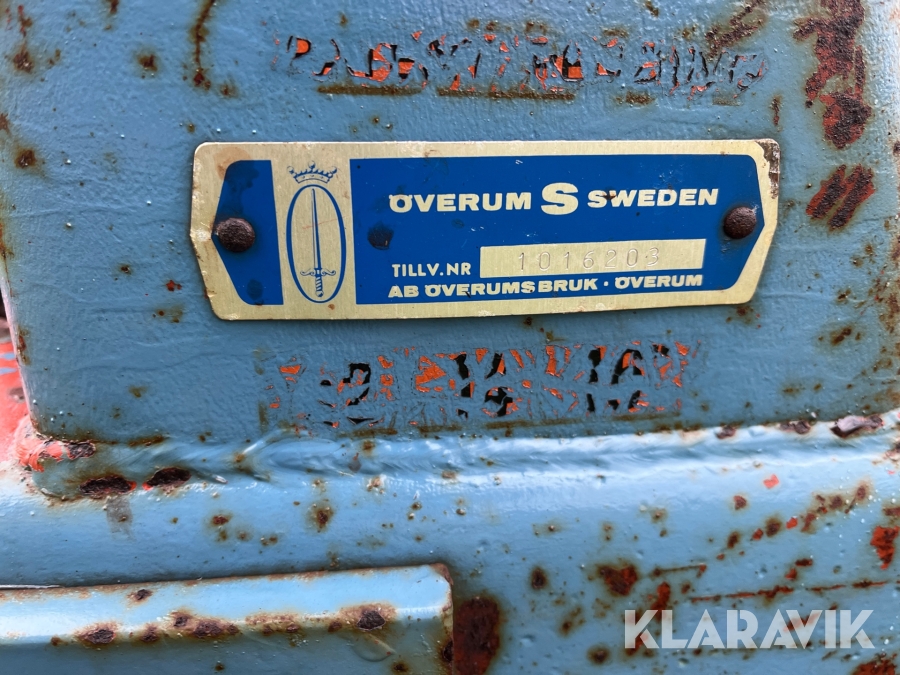 ÖVERUM S SWEDEN
TILLV.NR 1016203
AB ÖVERUMSBRUK · ÖVERUM
KLARAVIK